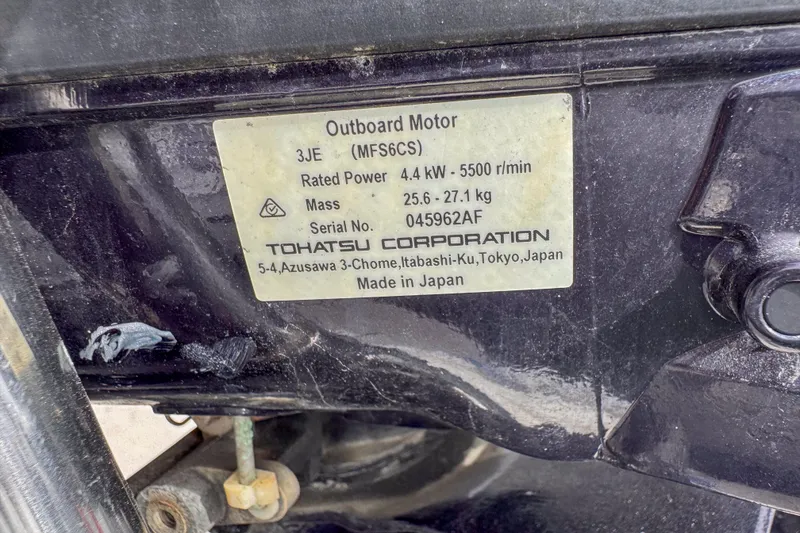 Outboard Motor
3JE (MFS6CS)
Rated Power 4.4 kW - 5500 r/min
Mass 25.6 - 27.1 kg
Serial No. 045962AF
TOHATSU CORPORATION
5-4,Azusawa 3-Chome,Itabashi-Ku,Tokyo,Japan
Made in Japan